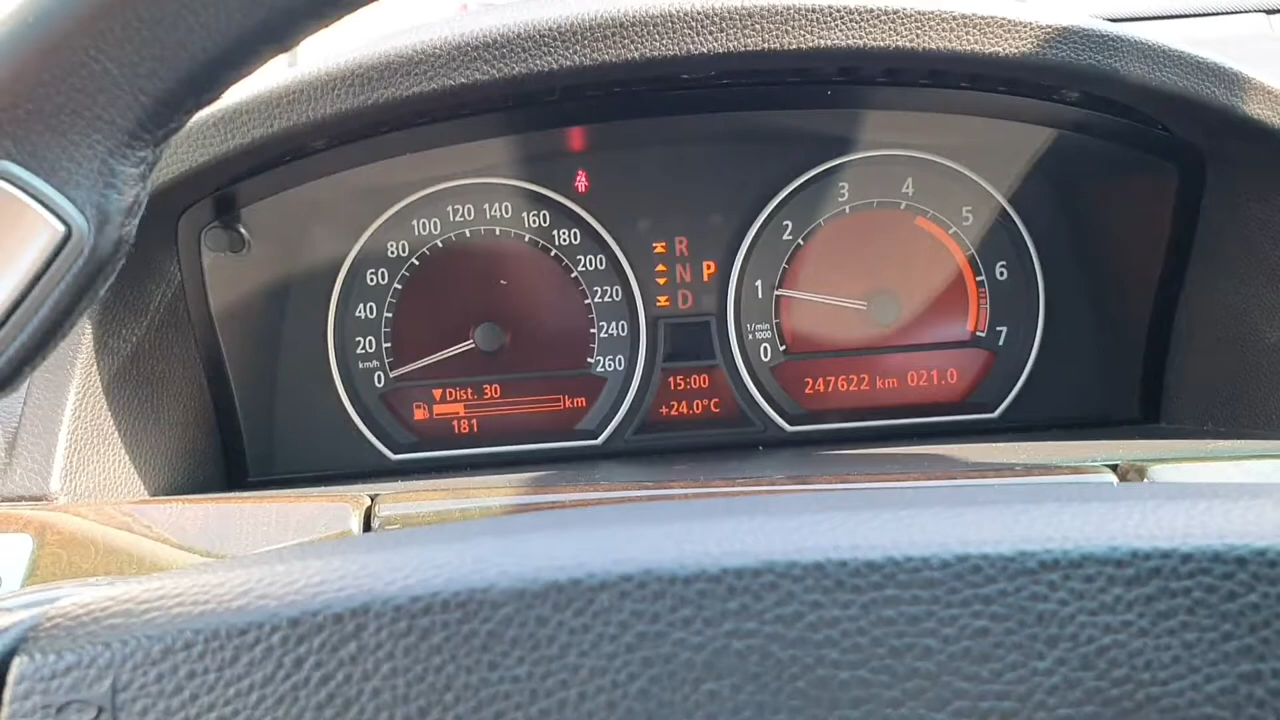 0 20 40 60 80 100 120 140 160 180 200 220 240 260
km/h
▼Dist. 30
km
181
R
N P
D
15:00
+24.0°C
0 1 2 3 4 5 6 7
1/min
x 1000
247622 km 021.0